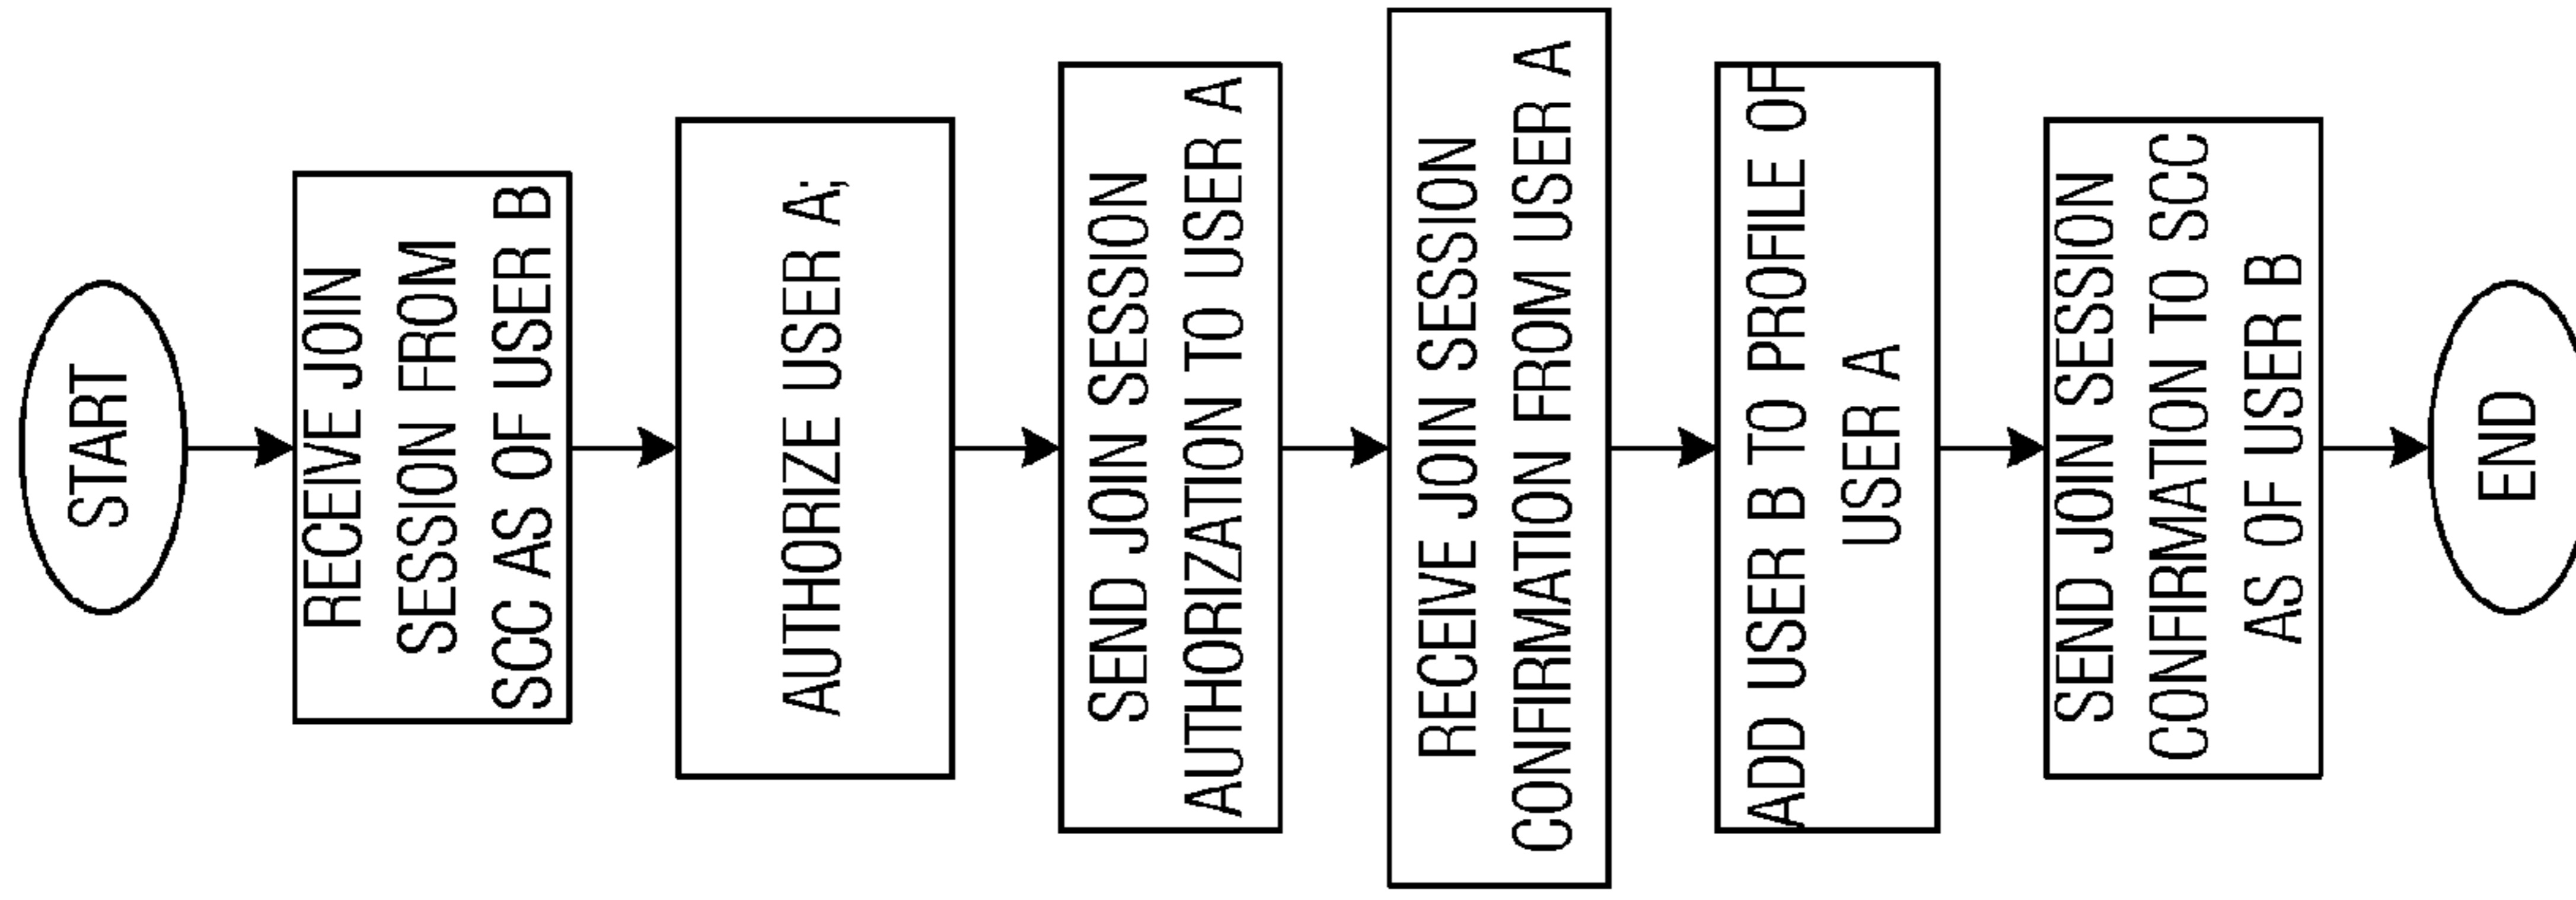 START
RECEIVE JOIN
SESSION FROM
SCC AS OF USER B
AUTHORIZE USER A;
SEND JOIN SESSION
AUTHORIZATION TO USER A
RECEIVE JOIN SESSION
CONFIRMATION FROM USER A
ADD USER B TO PROFILE OF
USER A
SEND JOIN SESSION
CONFIRMATION TO SCC
AS OF USER B
END